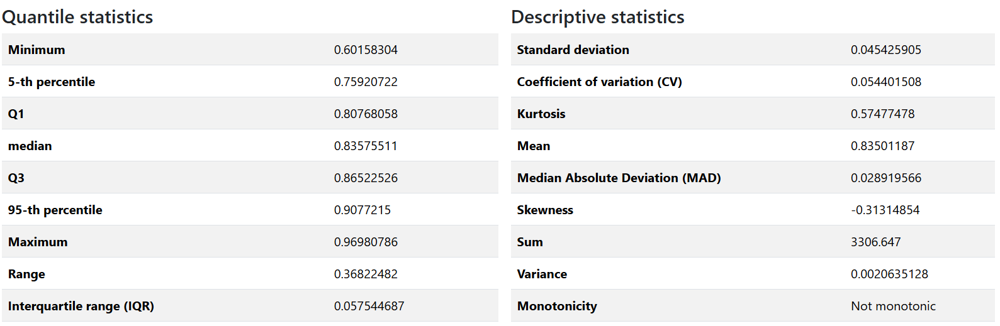 Quantile statistics
Minimum 0.60158304
5-th percentile 0.75920722
Q1 0.80768058
median 0.83575511
Q3 0.86522526
95-th percentile 0.9077215
Maximum 0.96980786
Range 0.36822482
Interquartile range (IQR) 0.057544687
Descriptive statistics
Standard deviation 0.045425905
Coefficient of variation (CV) 0.054401508
Kurtosis 0.57477478
Mean 0.83501187
Median Absolute Deviation (MAD) 0.028919566
Skewness -0.31314854
Sum 3306.647
Variance 0.0020635128
Monotonicity Not monotonic